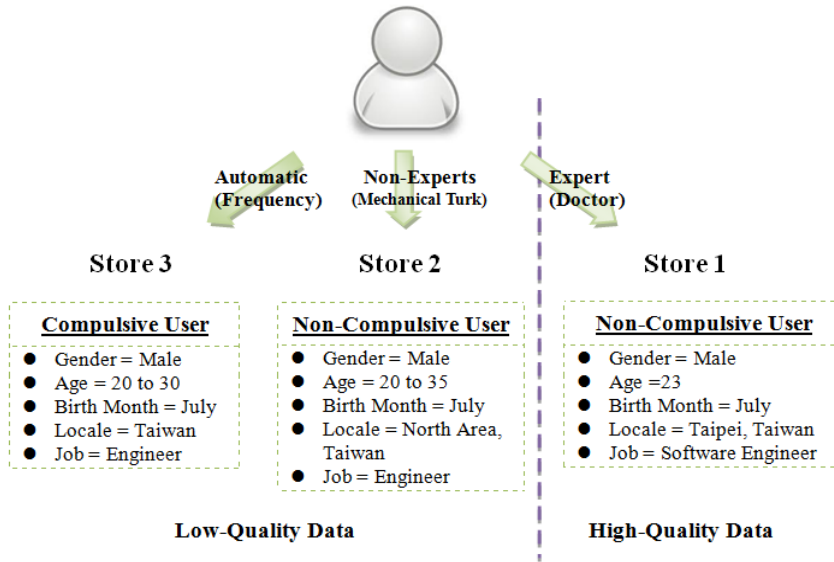 Automatic
(Frequency)
Non-Experts
(Mechanical Turk)
Expert
(Doctor)
Store 3
Compulsive User
● Gender = Male
● Age = 20 to 30
● Birth Month = July
● Locale = Taiwan
● Job = Engineer
Store 2
Non-Compulsive User
● Gender = Male
● Age = 20 to 35
● Birth Month = July
● Locale = North Area,
Taiwan
● Job = Engineer
Store 1
Non-Compulsive User
● Gender = Male
● Age =23
● Birth Month = July
● Locale = Taipei, Taiwan
● Job = Software Engineer
Low-Quality Data
High-Quality Data